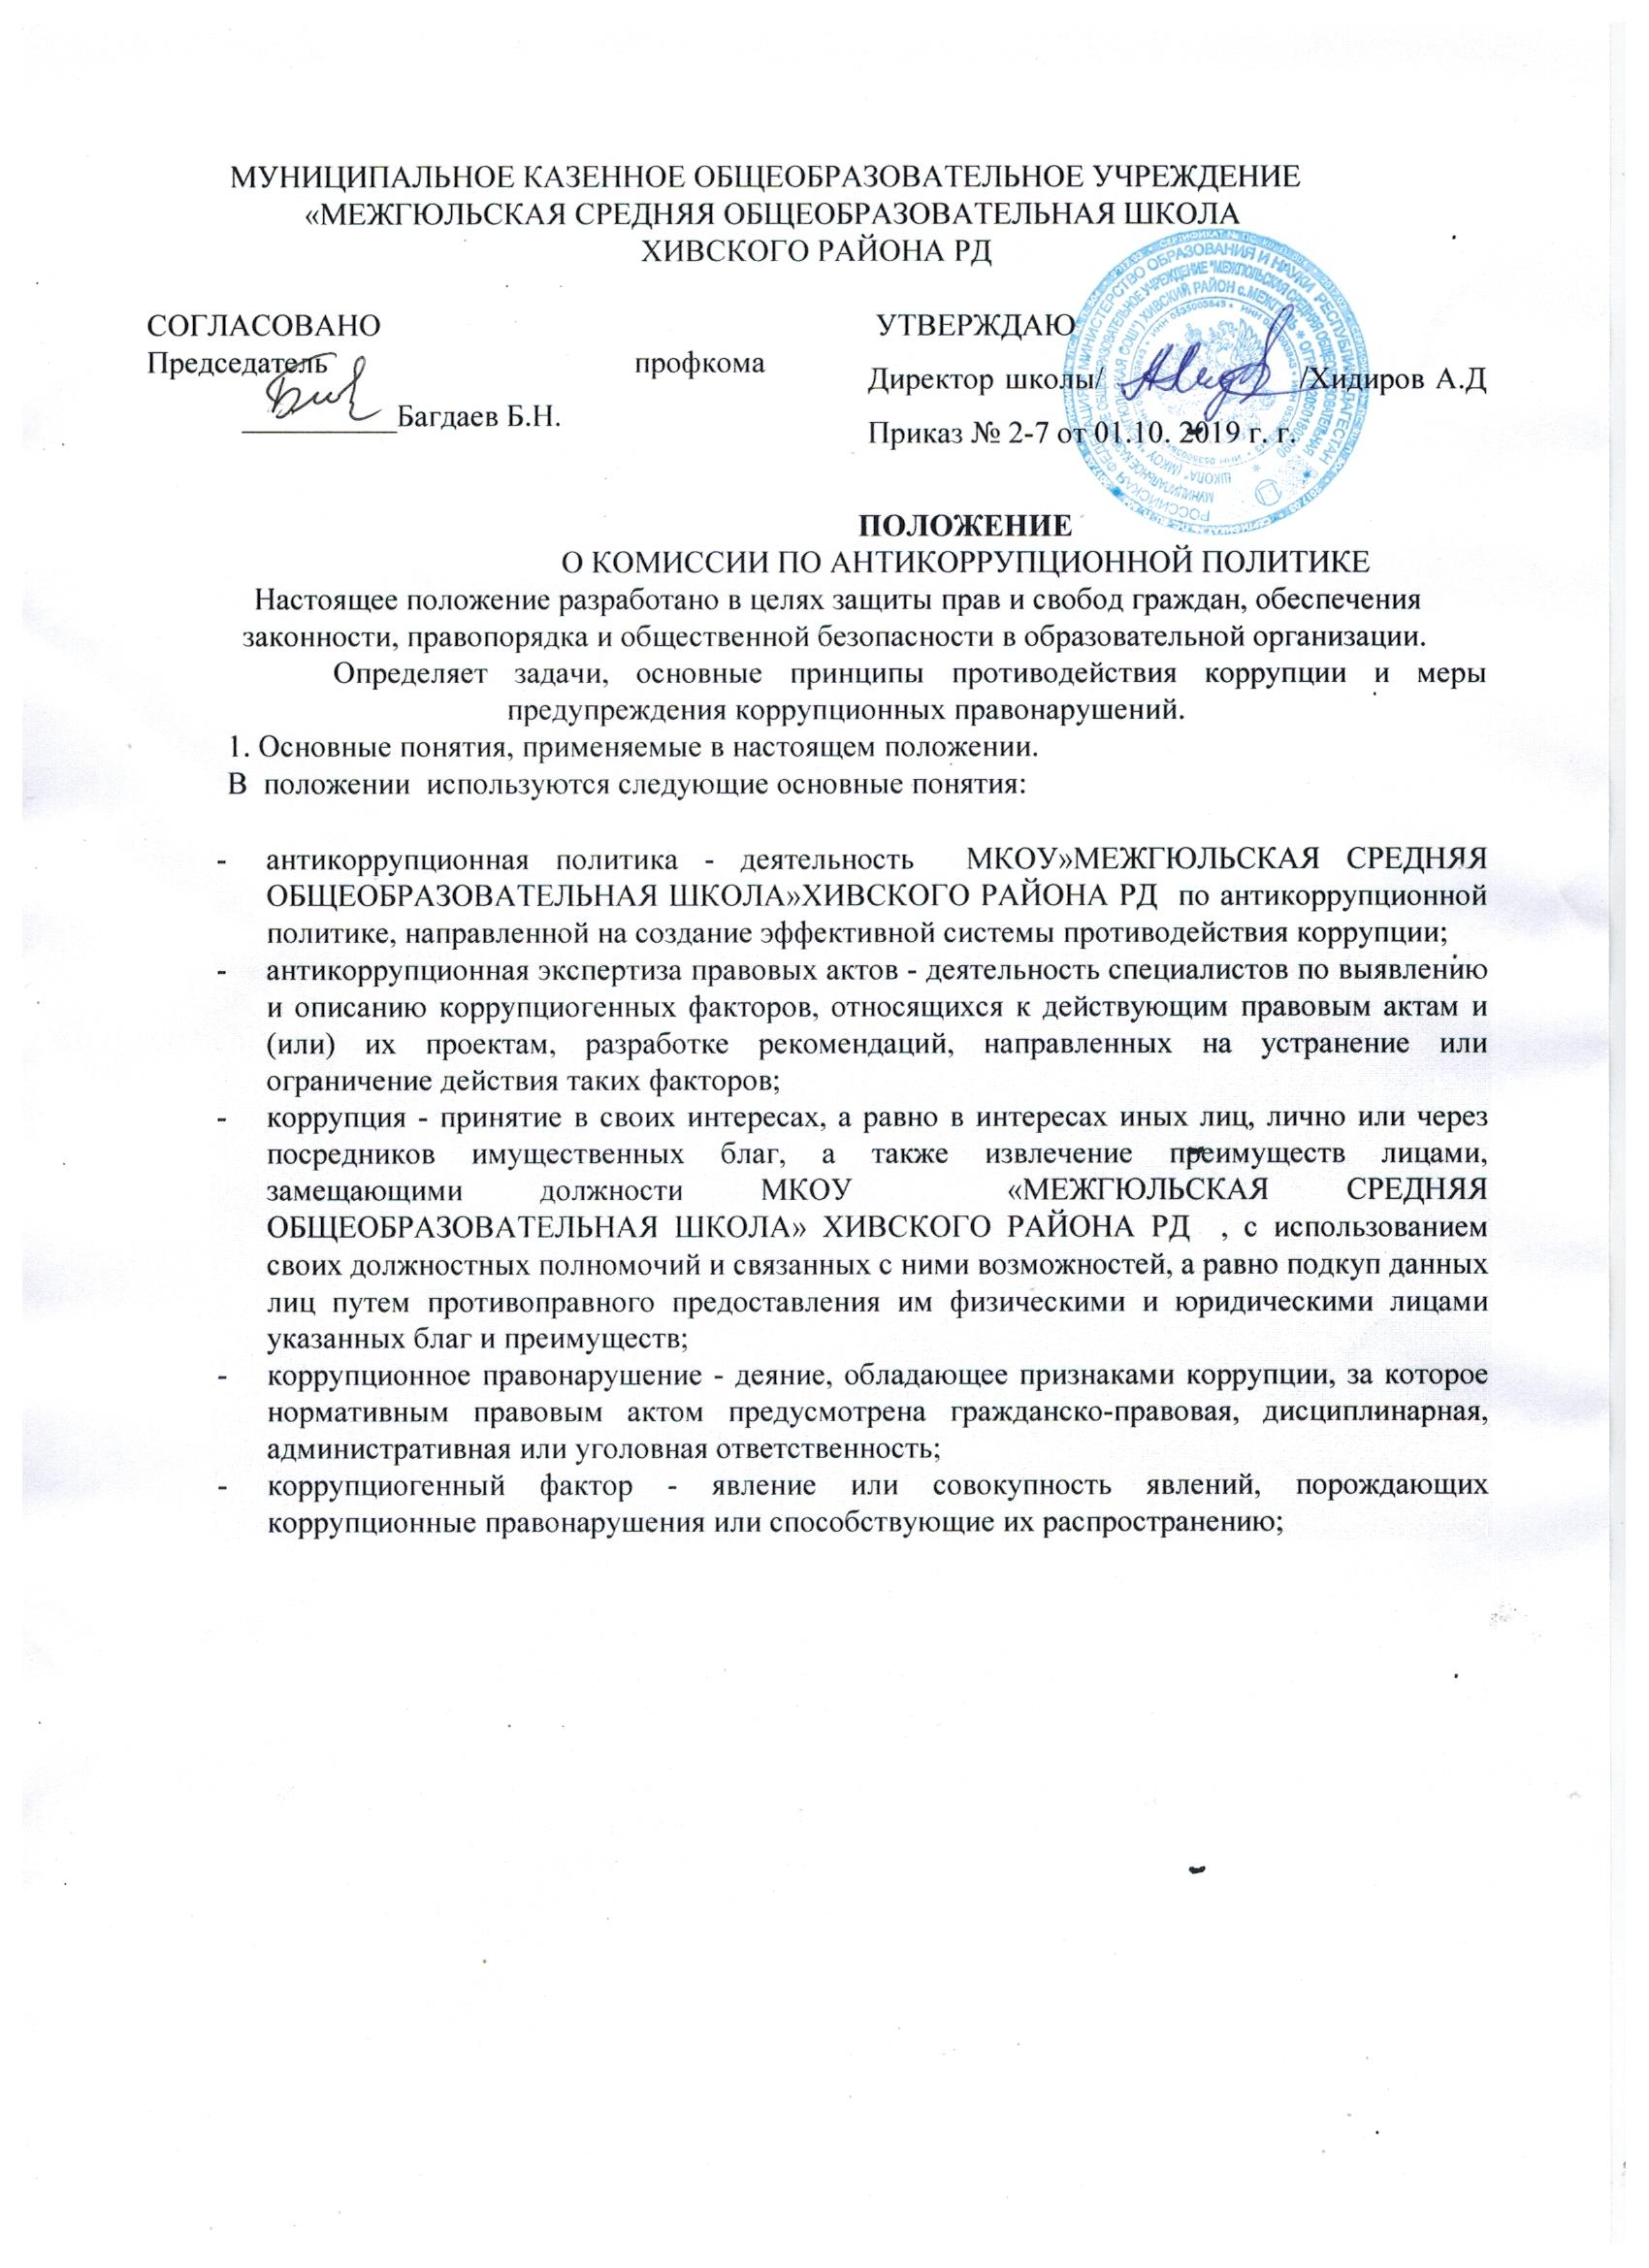 МУНИЦИПАЛЬНОЕ КАЗЕННОЕ ОБЩЕОБРАЗОВАТЕЛЬНОЕ УЧРЕЖДЕНИЕ
«МЕЖГЮЛЬСКАЯ СРЕДНЯЯ ОБЩЕОБРАЗОВАТЕЛЬНАЯ ШКОЛА
ХИВСКОГО РАЙОНА РД
СОГЛАСОВАНО
Председатель профкома
___________Багдаев Б.Н.
УТВЕРЖДАЮ
Директор школы/ /Хидиров А.Д
Приказ № 2-7 от 01.10. 2019 г. г.
ПОЛОЖЕНИЕ
О КОМИССИИ ПО АНТИКОРРУПЦИОННОЙ ПОЛИТИКЕ
Настоящее положение разработано в целях защиты прав и свобод граждан, обеспечения
законности, правопорядка и общественной безопасности в образовательной организации.
Определяет задачи, основные принципы противодействия коррупции и меры
предупреждения коррупционных правонарушений.
1. Основные понятия, применяемые в настоящем положении.
В положении используются следующие основные понятия:
- антикоррупционная политика - деятельность МКОУ»МЕЖГЮЛЬСКАЯ СРЕДНЯЯ
ОБЩЕОБРАЗОВАТЕЛЬНАЯ ШКОЛА»ХИВСКОГО РАЙОНА РД по антикоррупционной
политике, направленной на создание эффективной системы противодействия коррупции;
- антикоррупционная экспертиза правовых актов - деятельность специалистов по выявлению
и описанию коррупциогенных факторов, относящихся к действующим правовым актам и
(или) их проектам, разработке рекомендаций, направленных на устранение или
ограничение действия таких факторов;
- коррупция - принятие в своих интересах, а равно в интересах иных лиц, лично или через
посредников имущественных благ, а также извлечение преимуществ лицами,
замещающими должности МКОУ «МЕЖГЮЛЬСКАЯ СРЕДНЯЯ
ОБЩЕОБРАЗОВАТЕЛЬНАЯ ШКОЛА» ХИВСКОГО РАЙОНА РД , с использованием
своих должностных полномочий и связанных с ними возможностей, а равно подкуп данных
лиц путем противоправного предоставления им физическими и юридическими лицами
указанных благ и преимуществ;
- коррупционное правонарушение - деяние, обладающее признаками коррупции, за которое
нормативным правовым актом предусмотрена гражданско-правовая, дисциплинарная,
административная или уголовная ответственность;
- коррупциогенный фактор - явление или совокупность явлений, порождающих
коррупционные правонарушения или способствующие их распространению;